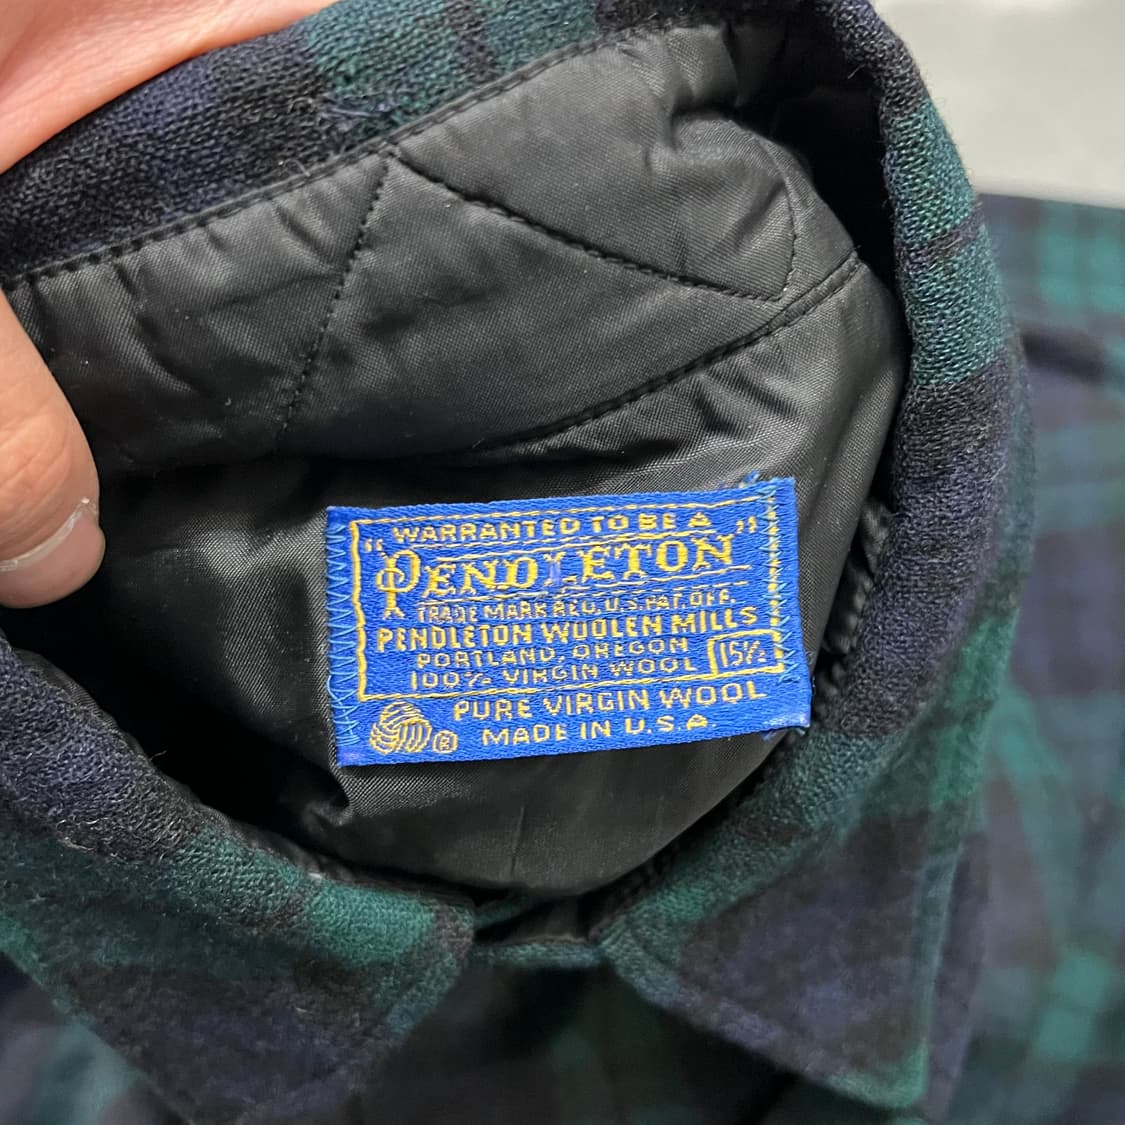 WARRANTED TO BE A
"PENDLETON"
TRADE MARK REG. U.S. PAT. OFF.
PENDLETON WOOLEN MILLS
PORTLAND, OREGON
100% VIRGIN WOOL 15½
PURE VIRGIN WOOL
® MADE IN U.S.A.